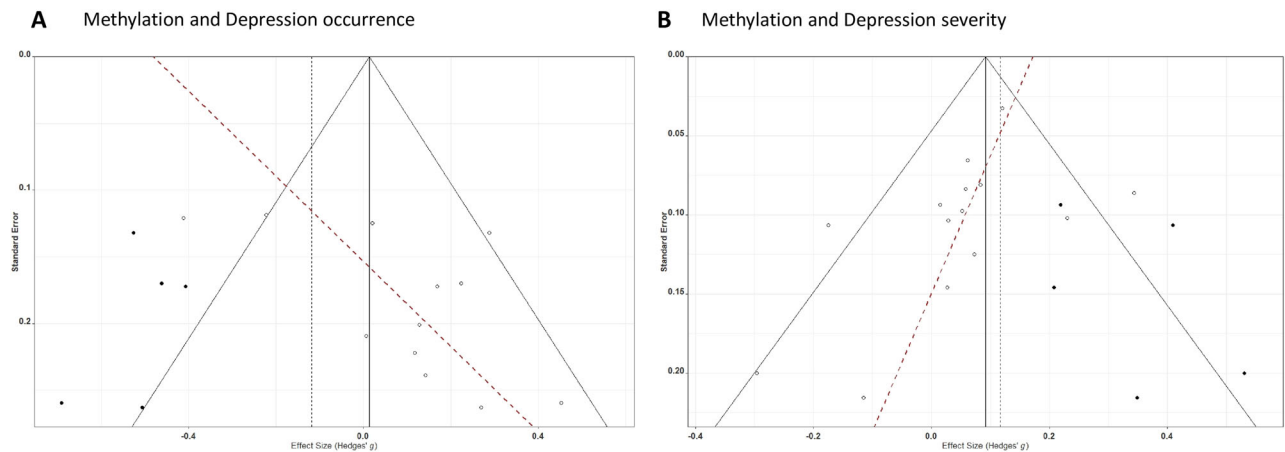 A Methylation and Depression occurrence
0.0
0.1
0.2
Standard Error
-0.4
0.0
0.4
Effect Size (Hedges' g)
B Methylation and Depression severity
0.00
0.05
0.10
0.15
0.20
Standard Error
-0.4
-0.2
0.0
0.2
0.4
Effect Size (Hedges' g)